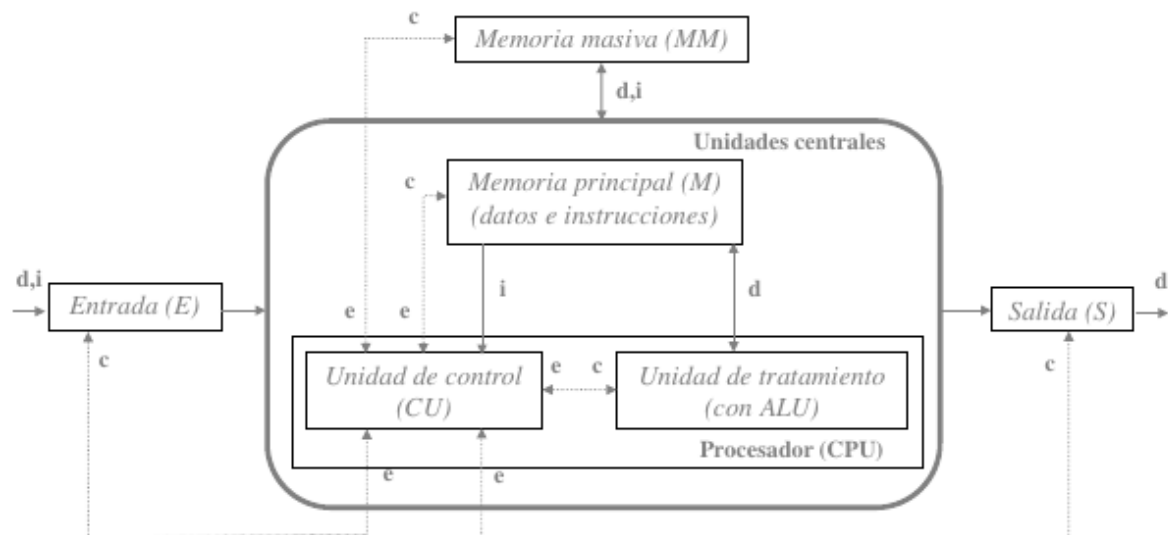 c
Memoria masiva (MM)
d,i
Unidades centrales
c
Memoria principal (M)
(datos e instrucciones)
d,i
Entrada (E)
i
d
d
Salida (S)
e
e
c
c
Unidad de control
(CU)
e
c
Unidad de tratamiento
(con ALU)
Procesador (CPU)
e
e